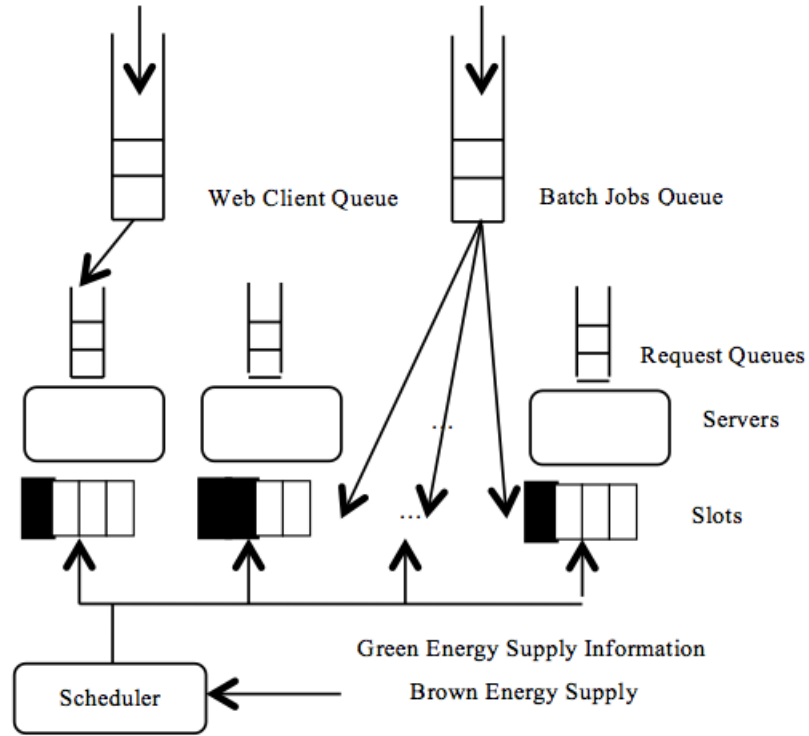 Web Client Queue
Batch Jobs Queue
Request Queues
...
Servers
...
Slots
Green Energy Supply Information
Scheduler
Brown Energy Supply